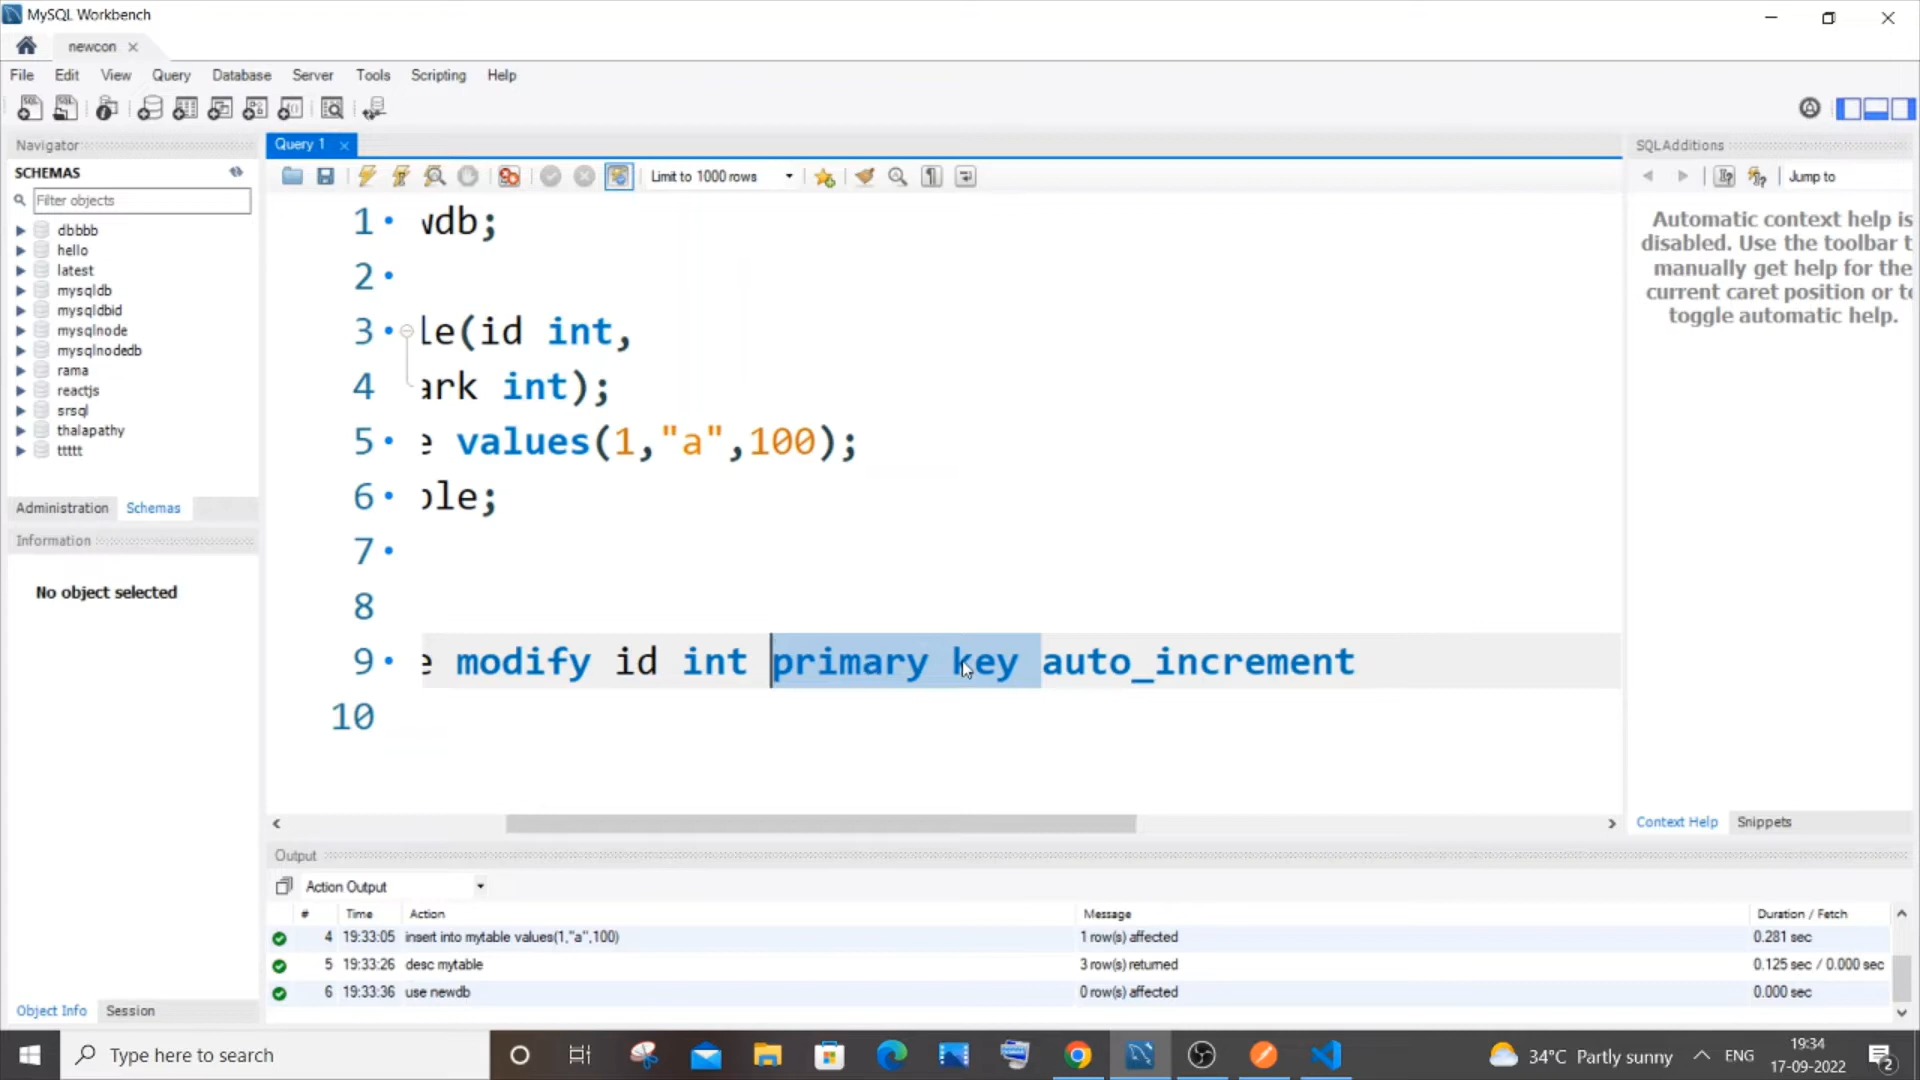 MySQL Workbench
newcon
File Edit View Query Database Server Tools Scripting Help
Navigator
SCHEMAS
Filter objects
dbbbb
hello
latest
mysqldb
mysqldbid
mysqlnode
mysqlnodedb
rama
reactjs
srsql
thalapathy
ttttt
Administration Schemas
Information
No object selected
Object Info Session
Query 1
Limit to 1000 rows
1 wdb;
2
3 le(id int,
4 ark int);
5 e values(1,"a",100);
6 ole;
7
8
9 e modify id int primary key auto_increment
10
SQLAdditions
Jump to
Automatic context help is
disabled. Use the toolbar t
manually get help for the
current caret position or to
toggle automatic help.
Context Help Snippets
Output
Action Output
# Time Action Message Duration / Fetch
4 19:33:05 insert into mytable values(1,"a",100) 1 row(s) affected 0.281 sec
5 19:33:26 desc mytable 3 row(s) returned 0.125 sec / 0.000 sec
6 19:33:36 use newdb 0 row(s) affected 0.000 sec
Type here to search
34°C Partly sunny
ENG
19:34
17-09-2022
2